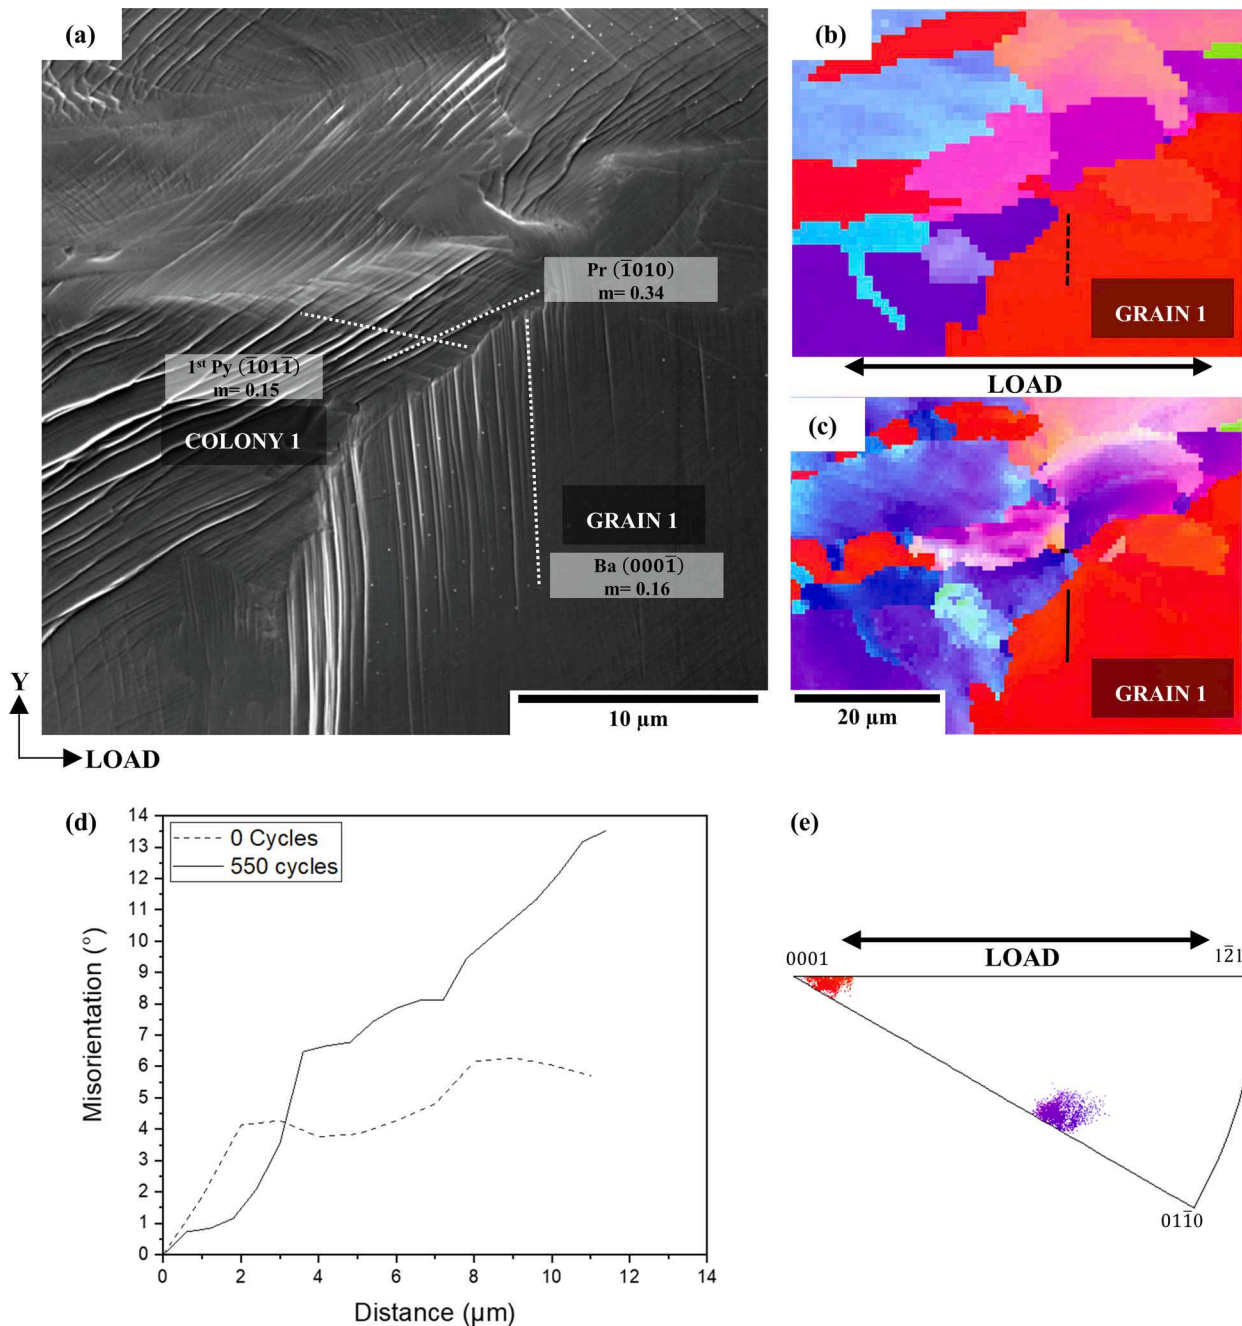 (a)
Pr (1̅010)
m= 0.34
1st Py (1̅011̅)
m= 0.15
COLONY 1
GRAIN 1
Ba (0001̅)
m= 0.16
10 µm
Y
LOAD
(b)
GRAIN 1
LOAD
(c)
GRAIN 1
20 µm
(d)
14
13
12
11
10
9
8
7
6
5
4
3
2
1
0
Misorientation (°)
0 Cycles
550 cycles
0 2 4 6 8 10 12 14
Distance (µm)
(e)
LOAD
0001
12̅1
011̅0